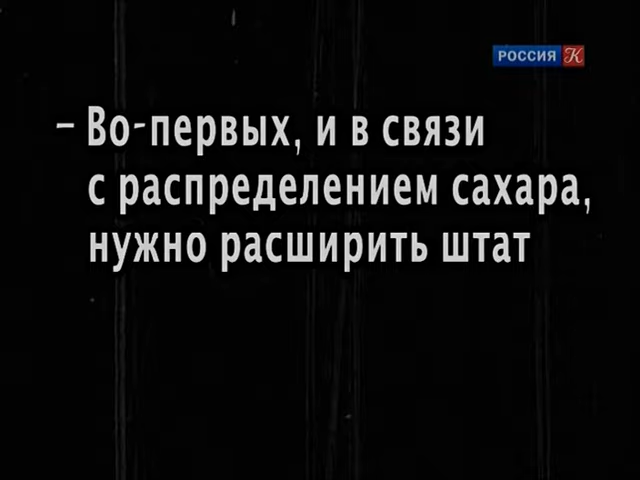 РОССИЯ К
– Во-первых, и в связи
с распределением сахара,
нужно расширить штат